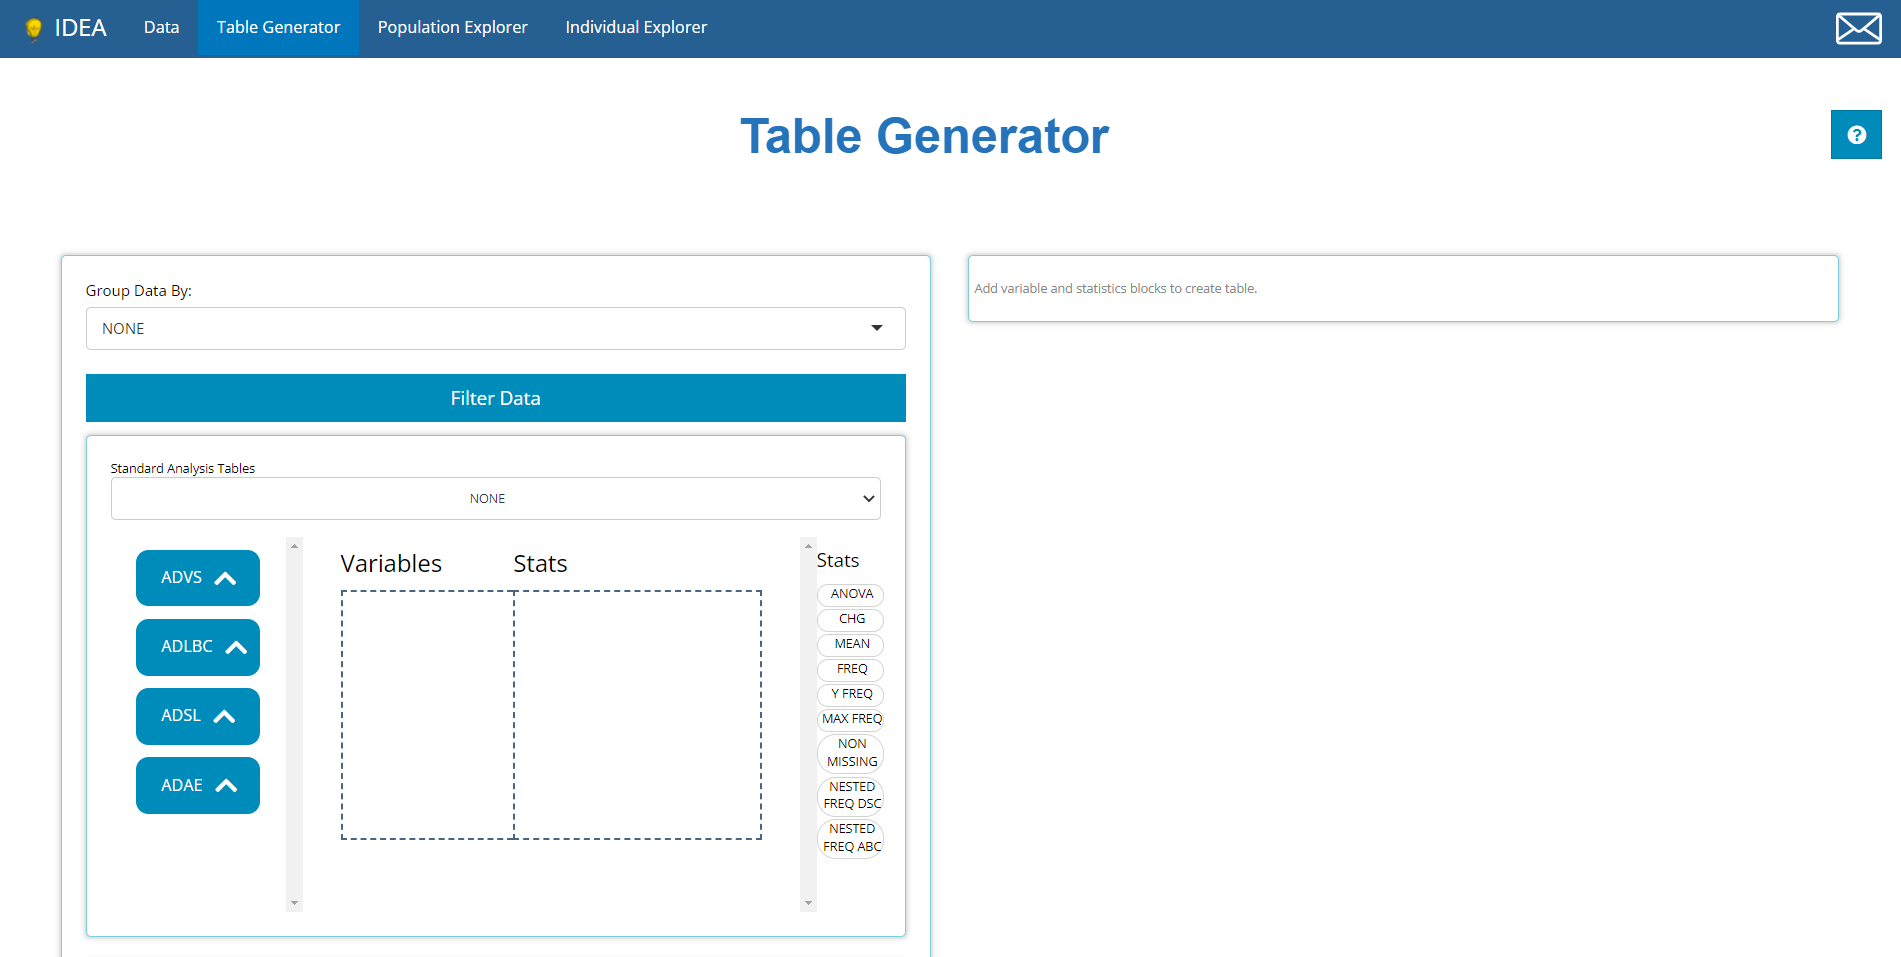 IDEA
Data
Table Generator
Population Explorer
Individual Explorer
Table Generator
?
Group Data By:
NONE
Filter Data
Standard Analysis Tables
NONE
ADVS
ADLBC
ADSL
ADAE
Variables
Stats
Stats
ANOVA
CHG
MEAN
FREQ
Y FREQ
MAX FREQ
NON
MISSING
NESTED
FREQ DSC
NESTED
FREQ ABC
Add variable and statistics blocks to create table.